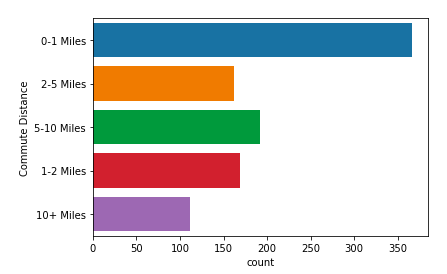 0-1 Miles
2-5 Miles
5-10 Miles
1-2 Miles
10+ Miles
Commute Distance
0 50 100 150 200 250 300 350
count